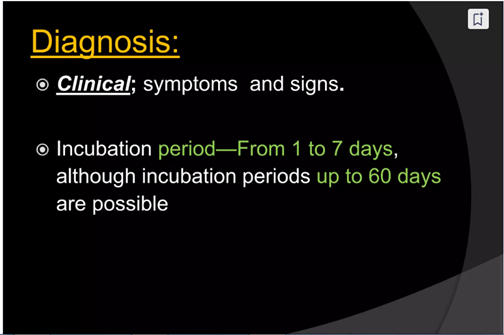 Diagnosis:
Clinical; symptoms and signs.
Incubation period—From 1 to 7 days,
although incubation periods up to 60 days
are possible